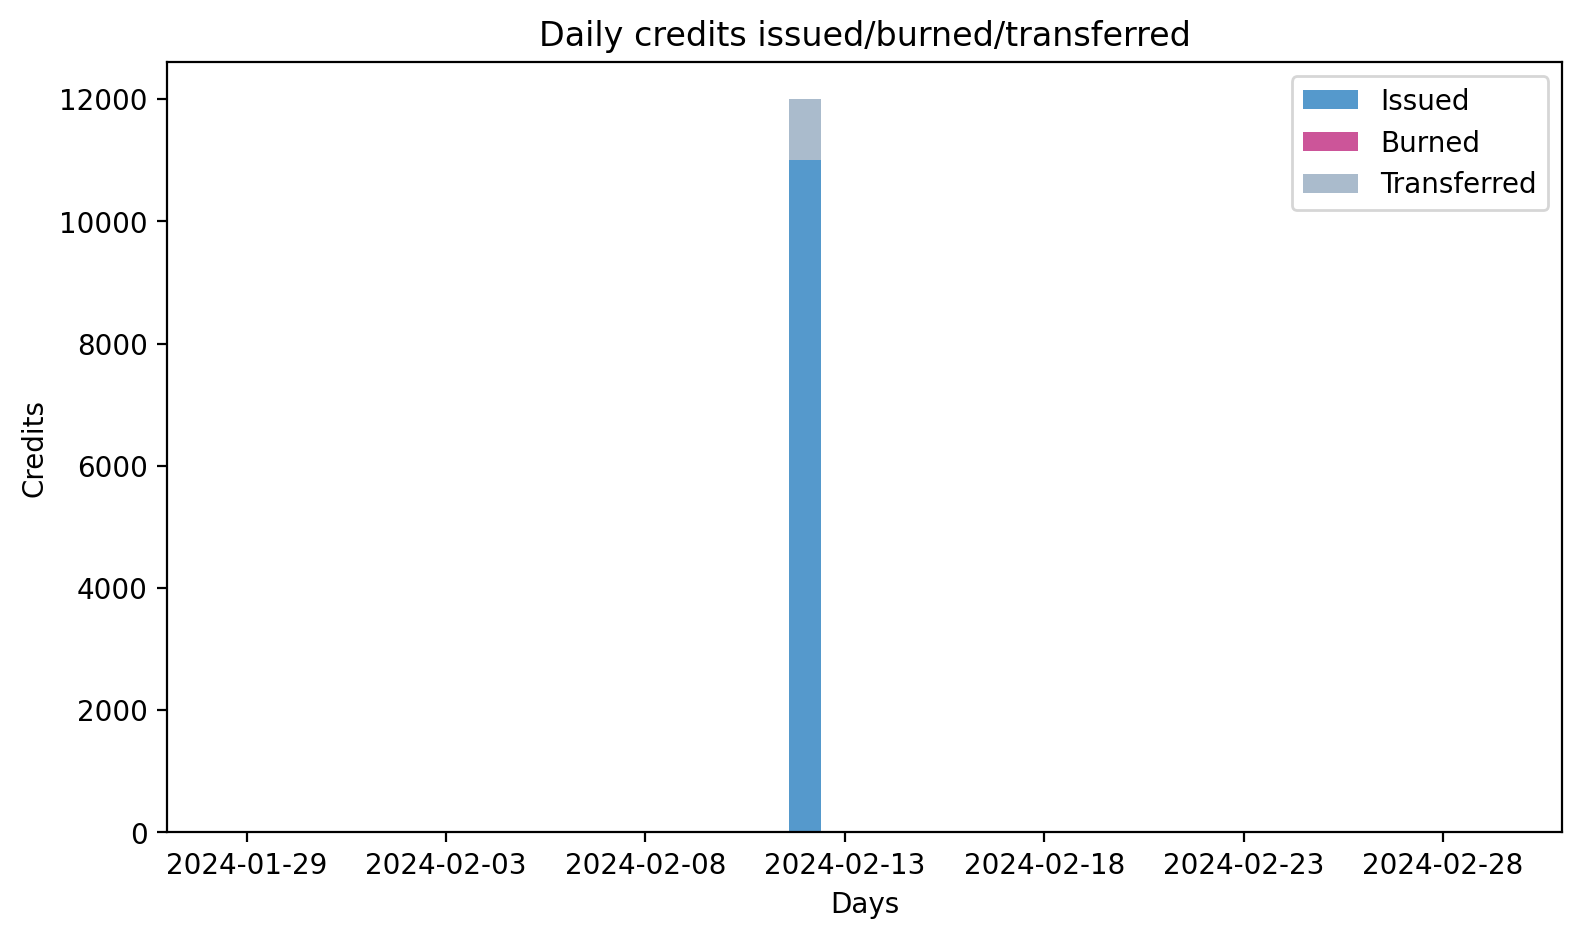 Daily credits issued/burned/transferred
Issued
Burned
Transferred
12000
10000
8000
6000
4000
2000
0
Credits
2024-01-29 2024-02-03 2024-02-08 2024-02-13 2024-02-18 2024-02-23 2024-02-28
Days